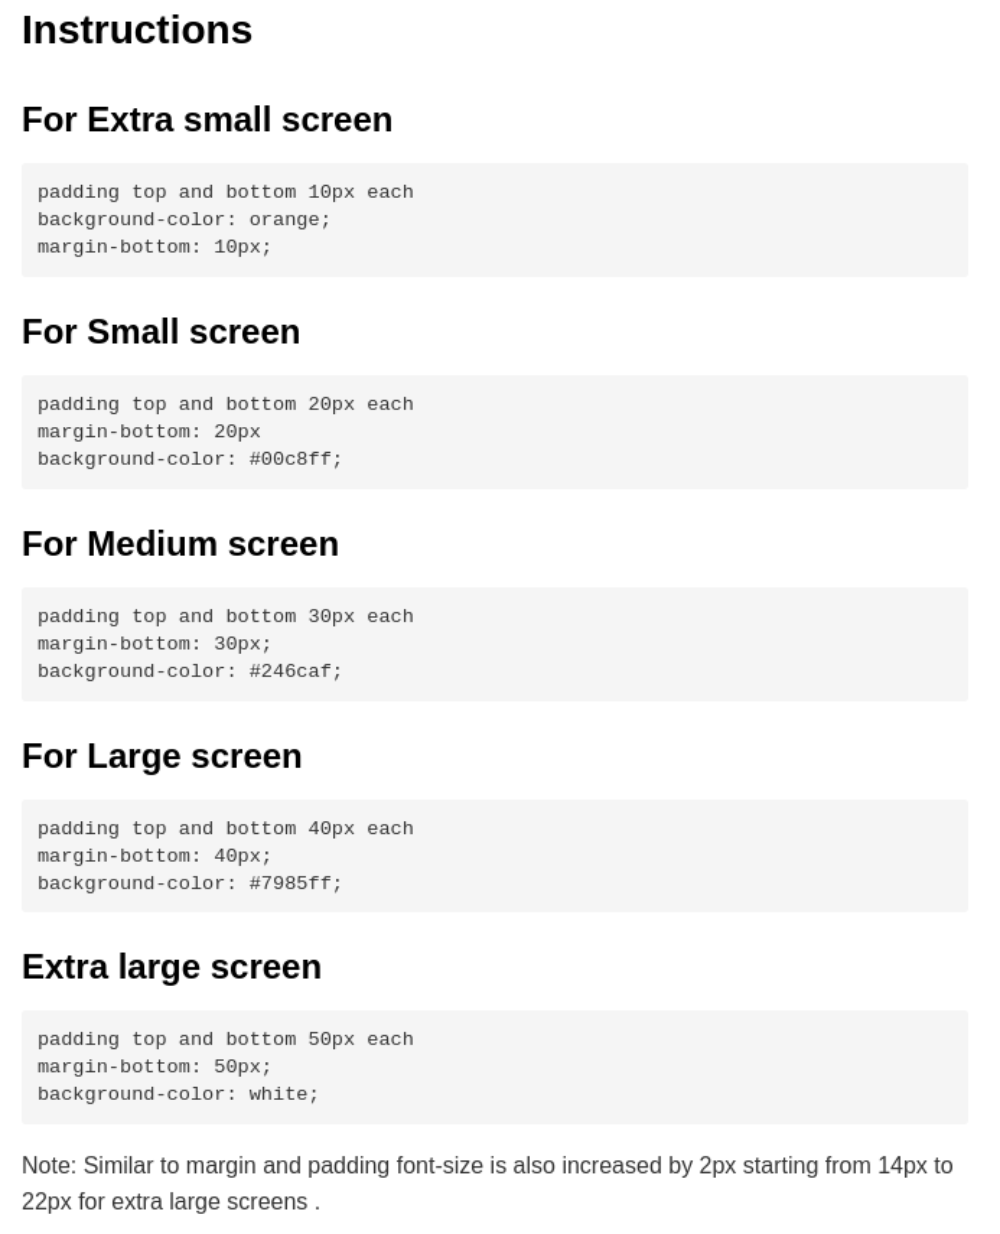 Instructions
For Extra small screen
padding top and bottom 10px each
background-color: orange;
margin-bottom: 10px;
For Small screen
padding top and bottom 20px each
margin-bottom: 20px
background-color: #00c8ff;
For Medium screen
padding top and bottom 30px each
margin-bottom: 30px;
background-color: #246caf;
For Large screen
padding top and bottom 40px each
margin-bottom: 40px;
background-color: #7985ff;
Extra large screen
padding top and bottom 50px each
margin-bottom: 50px;
background-color: white;
Note: Similar to margin and padding font-size is also increased by 2px starting from 14px to
22px for extra large screens .